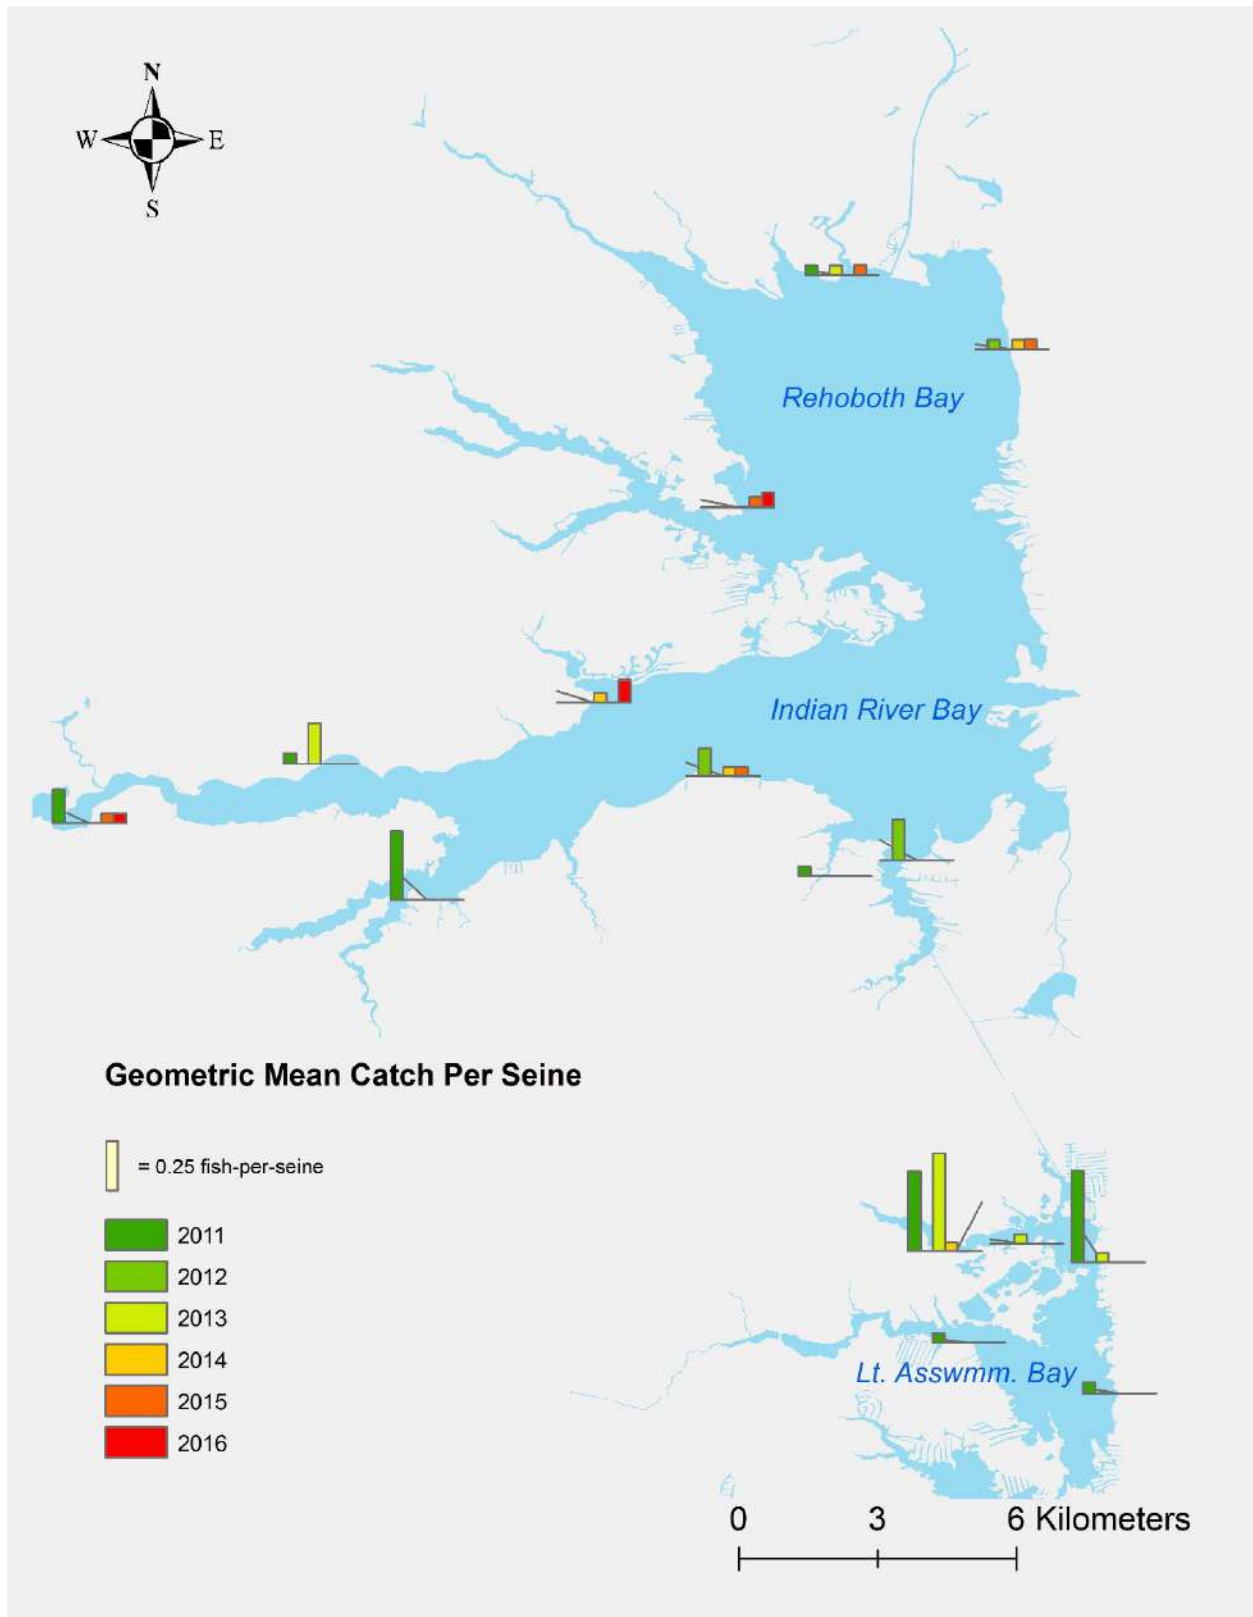 N
W E
S
Rehoboth Bay
Indian River Bay
Geometric Mean Catch Per Seine
= 0.25 fish-per-seine
2011
2012
2013
2014
2015
2016
Lt. Asswmm. Bay
0 3 6 Kilometers